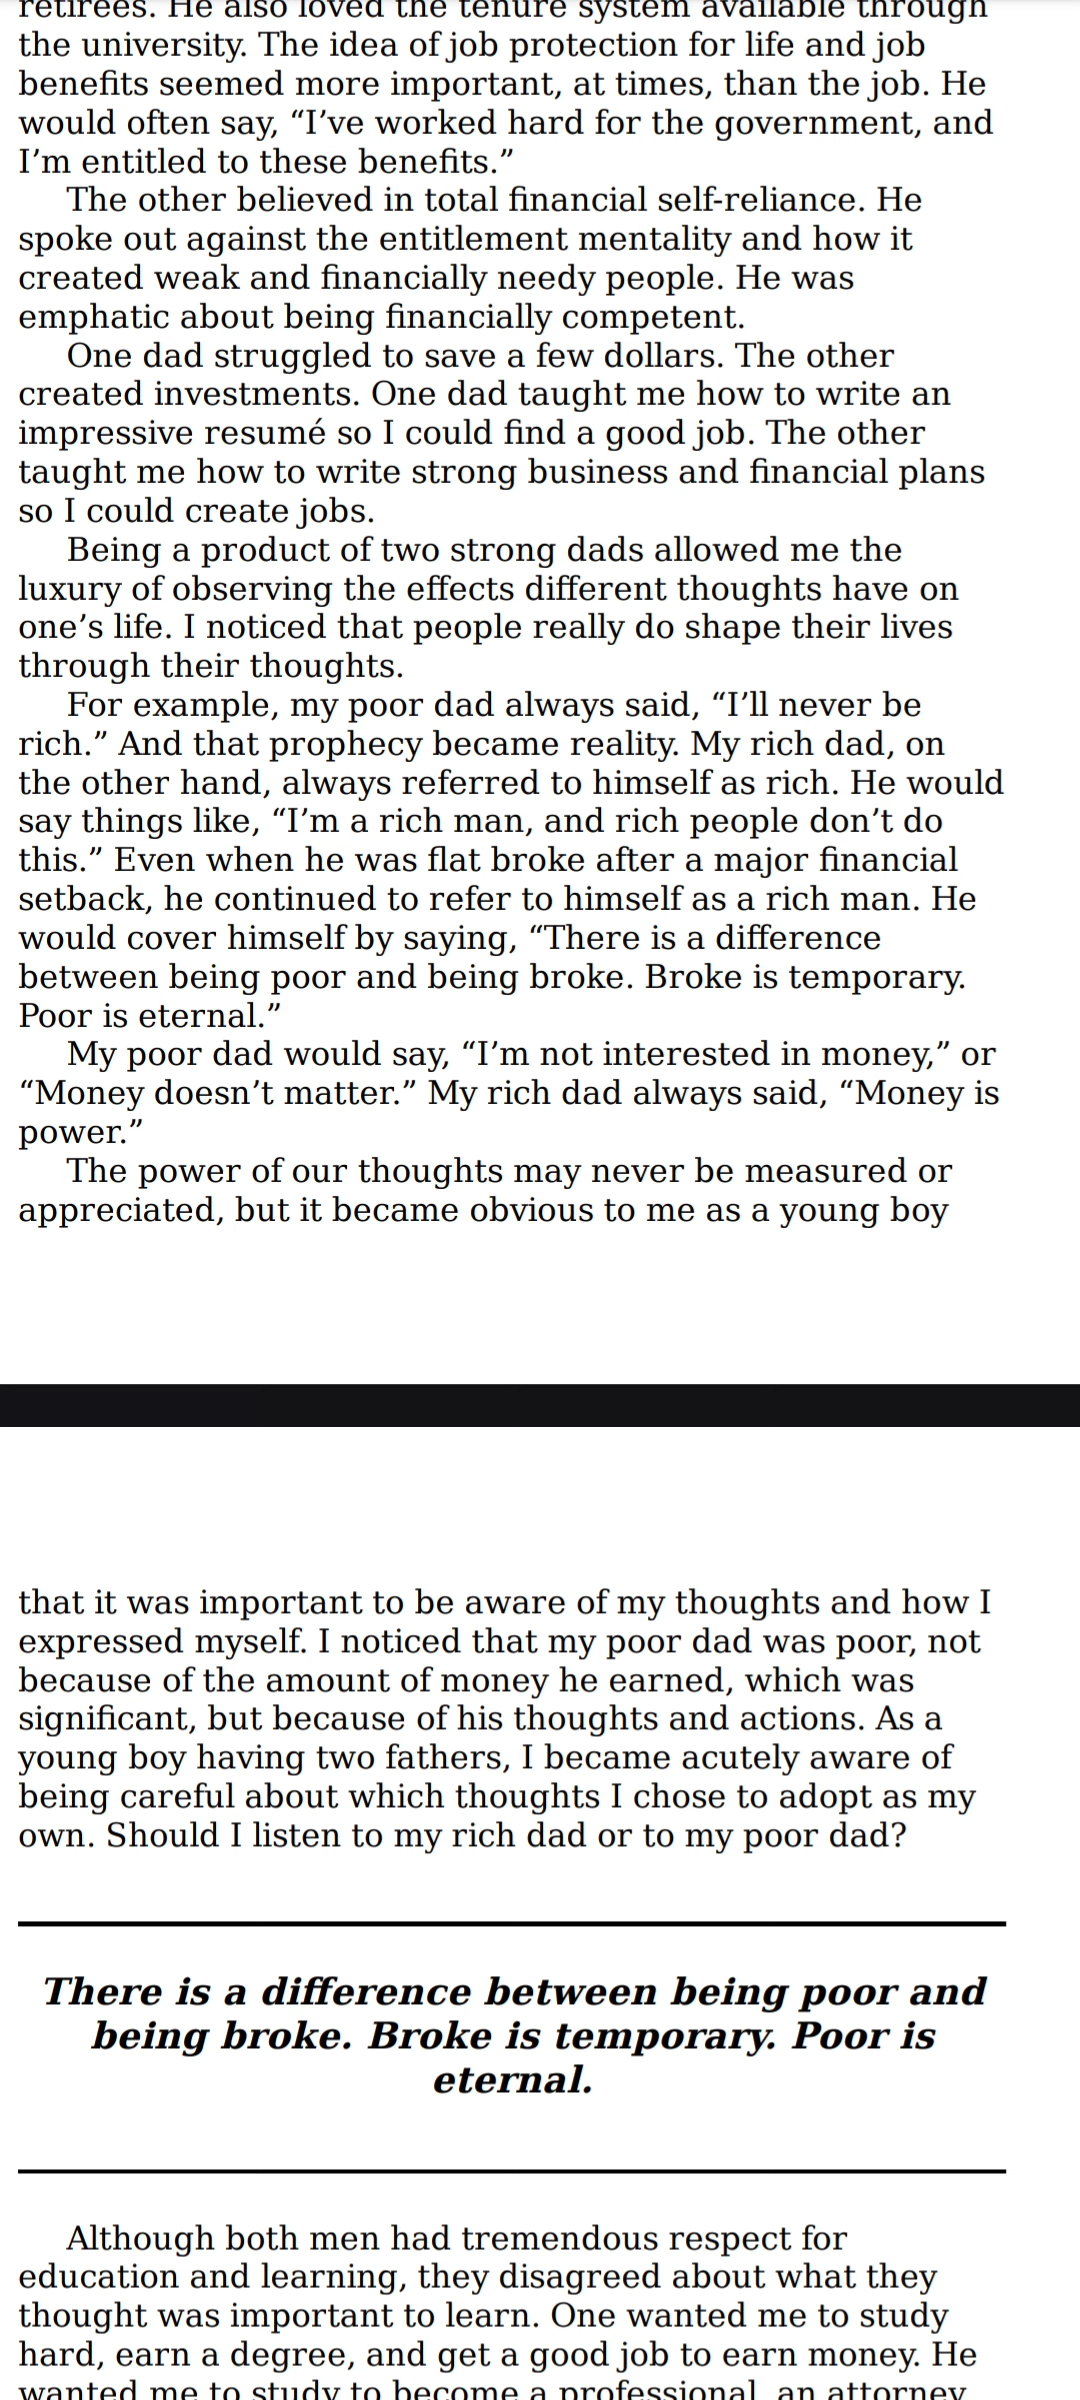 retirees. He also loved the tenure system available through
the university. The idea of job protection for life and job
benefits seemed more important, at times, than the job. He
would often say, “I’ve worked hard for the government, and
I’m entitled to these benefits.”
The other believed in total financial self-reliance. He
spoke out against the entitlement mentality and how it
created weak and financially needy people. He was
emphatic about being financially competent.
One dad struggled to save a few dollars. The other
created investments. One dad taught me how to write an
impressive resumé so I could find a good job. The other
taught me how to write strong business and financial plans
so I could create jobs.
Being a product of two strong dads allowed me the
luxury of observing the effects different thoughts have on
one’s life. I noticed that people really do shape their lives
through their thoughts.
For example, my poor dad always said, “I’ll never be
rich.” And that prophecy became reality. My rich dad, on
the other hand, always referred to himself as rich. He would
say things like, “I’m a rich man, and rich people don’t do
this.” Even when he was flat broke after a major financial
setback, he continued to refer to himself as a rich man. He
would cover himself by saying, “There is a difference
between being poor and being broke. Broke is temporary.
Poor is eternal.”
My poor dad would say, “I’m not interested in money,” or
“Money doesn’t matter.” My rich dad always said, “Money is
power.”
The power of our thoughts may never be measured or
appreciated, but it became obvious to me as a young boy
that it was important to be aware of my thoughts and how I
expressed myself. I noticed that my poor dad was poor, not
because of the amount of money he earned, which was
significant, but because of his thoughts and actions. As a
young boy having two fathers, I became acutely aware of
being careful about which thoughts I chose to adopt as my
own. Should I listen to my rich dad or to my poor dad?
There is a difference between being poor and
being broke. Broke is temporary. Poor is
eternal.
Although both men had tremendous respect for
education and learning, they disagreed about what they
thought was important to learn. One wanted me to study
hard, earn a degree, and get a good job to earn money. He
wanted me to study to become a professional, an attorney